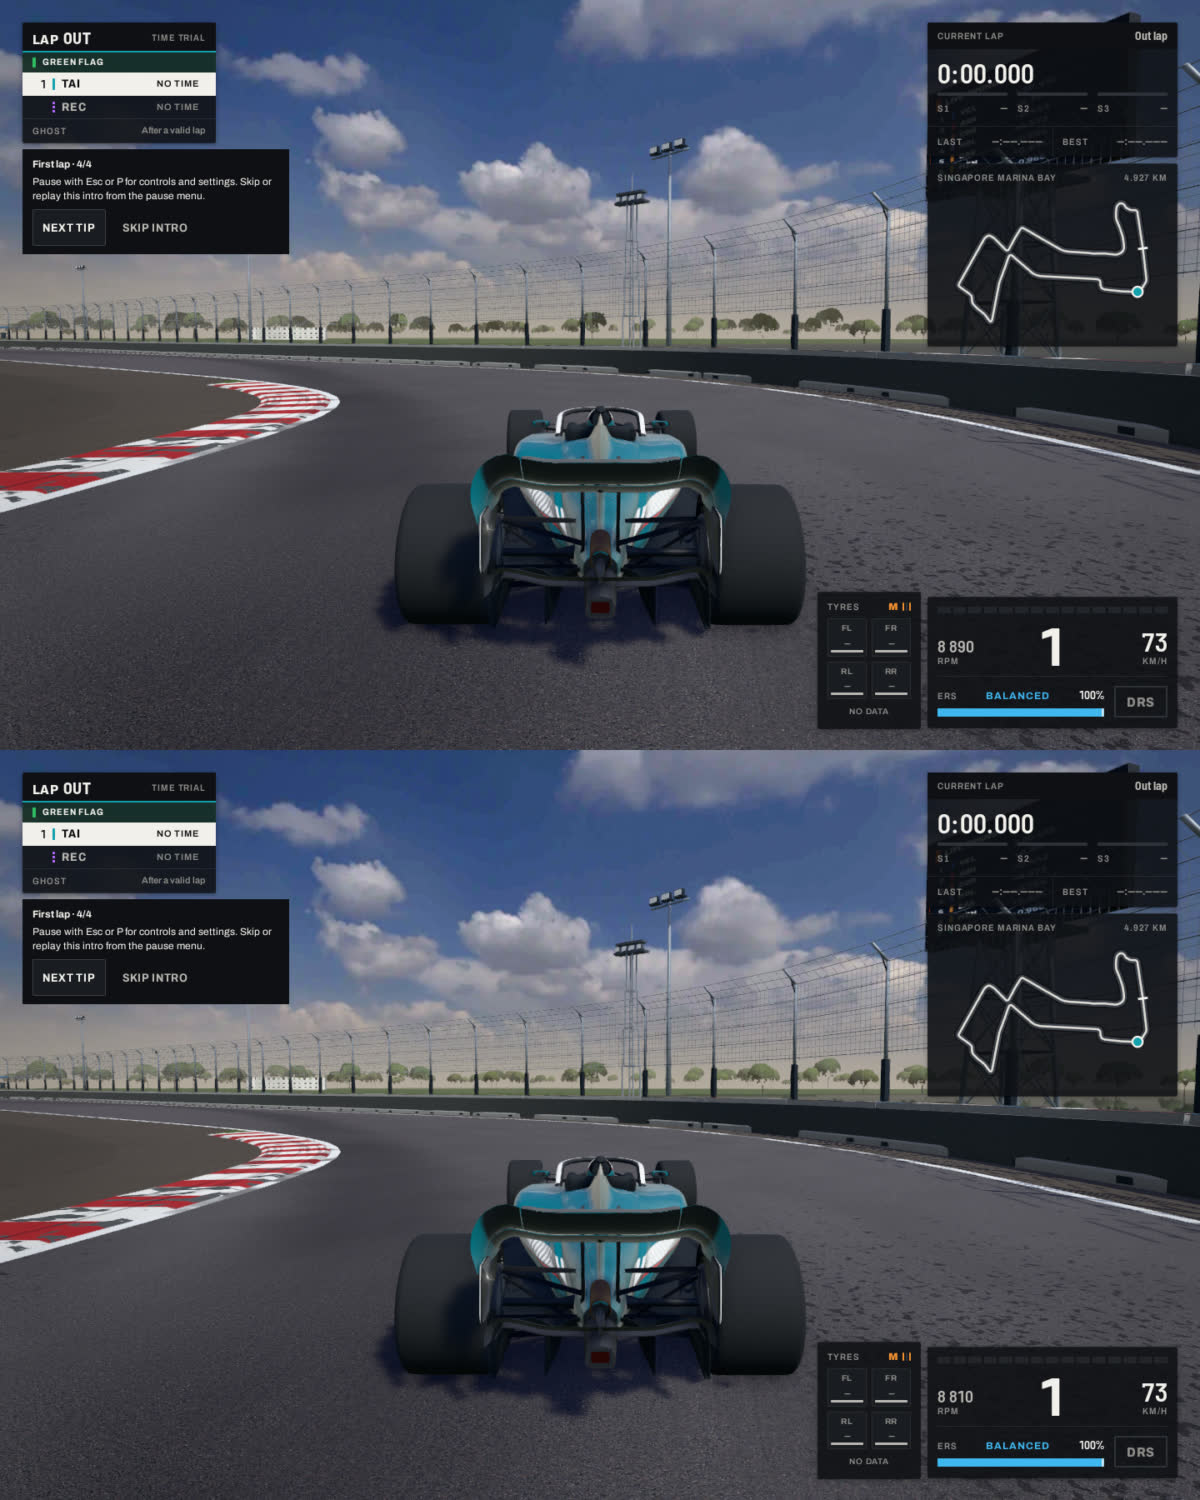 LAP OUT TIME TRIAL
GREEN FLAG
1 TAI NO TIME
REC NO TIME
GHOST After a valid lap
First lap · 4/4
Pause with Esc or P for controls and settings. Skip or
replay this intro from the pause menu.
NEXT TIP SKIP INTRO
CURRENT LAP Out lap
0:00.000
S1 – S2 – S3 –
LAST –:––.––– BEST –:––.–––
SINGAPORE MARINA BAY 4.927 KM
TYRES M
FL FR
– –
RL RR
– –
NO DATA
8 890 1 73
RPM KM/H
ERS BALANCED 100% DRS
LAP OUT TIME TRIAL
GREEN FLAG
1 TAI NO TIME
REC NO TIME
GHOST After a valid lap
First lap · 4/4
Pause with Esc or P for controls and settings. Skip or
replay this intro from the pause menu.
NEXT TIP SKIP INTRO
CURRENT LAP Out lap
0:00.000
S1 – S2 – S3 –
LAST –:––.––– BEST –:––.–––
SINGAPORE MARINA BAY 4.927 KM
TYRES M
FL FR
– –
RL RR
– –
NO DATA
8 810 1 73
RPM KM/H
ERS BALANCED 100% DRS